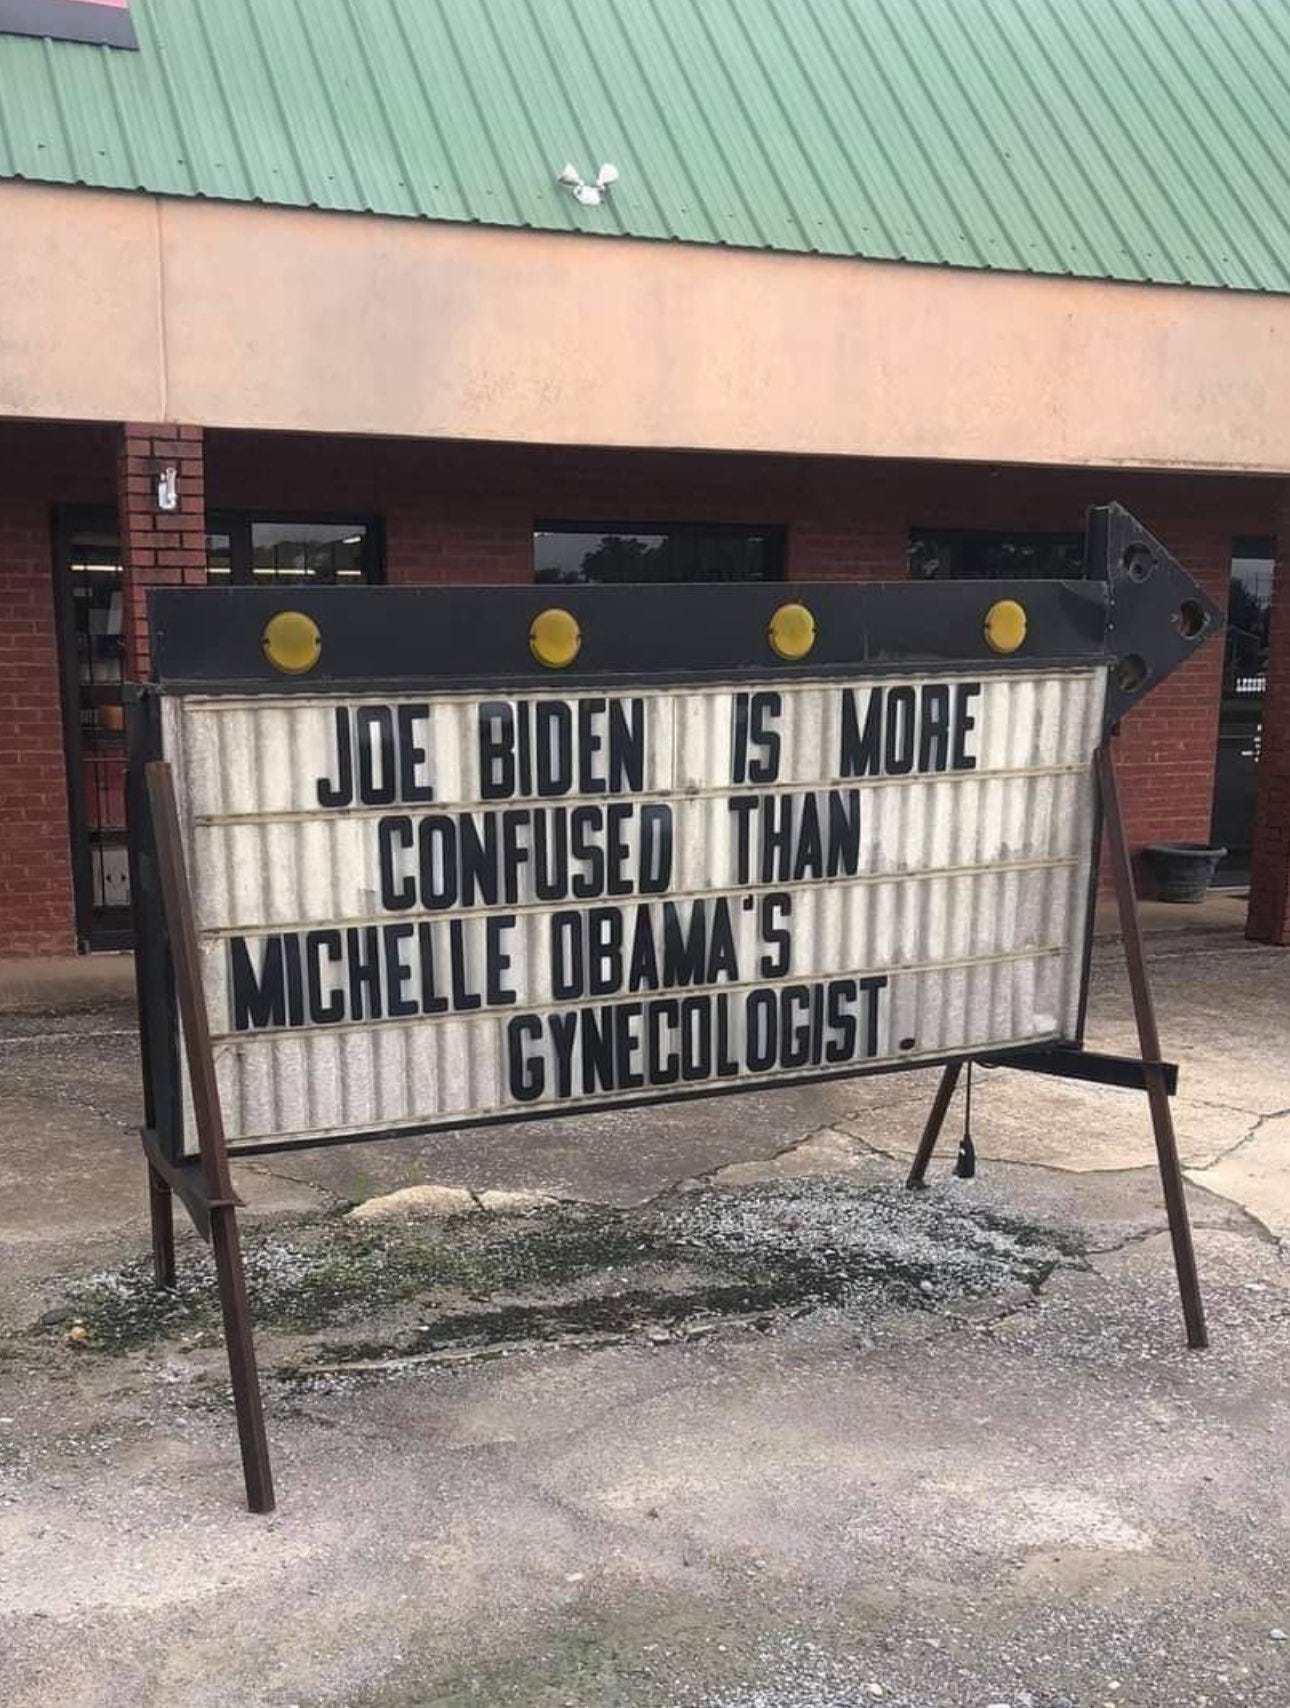 JOE BIDEN IS MORE
CONFUSED THAN
MICHELLE OBAMA'S
GYNECOLOGIST.